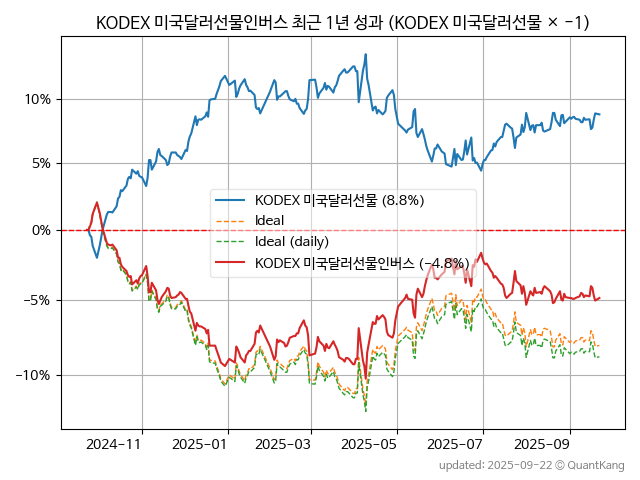 KODEX 미국달러선물인버스 최근 1년 성과 (KODEX 미국달러선물 × −1)
10%
5%
0%
−5%
−10%
KODEX 미국달러선물 (8.8%)
Ideal
Ideal (daily)
KODEX 미국달러선물인버스 (−4.8%)
2024-11
2025-01
2025-03
2025-05
2025-07
2025-09
updated: 2025-09-22 © QuantKang